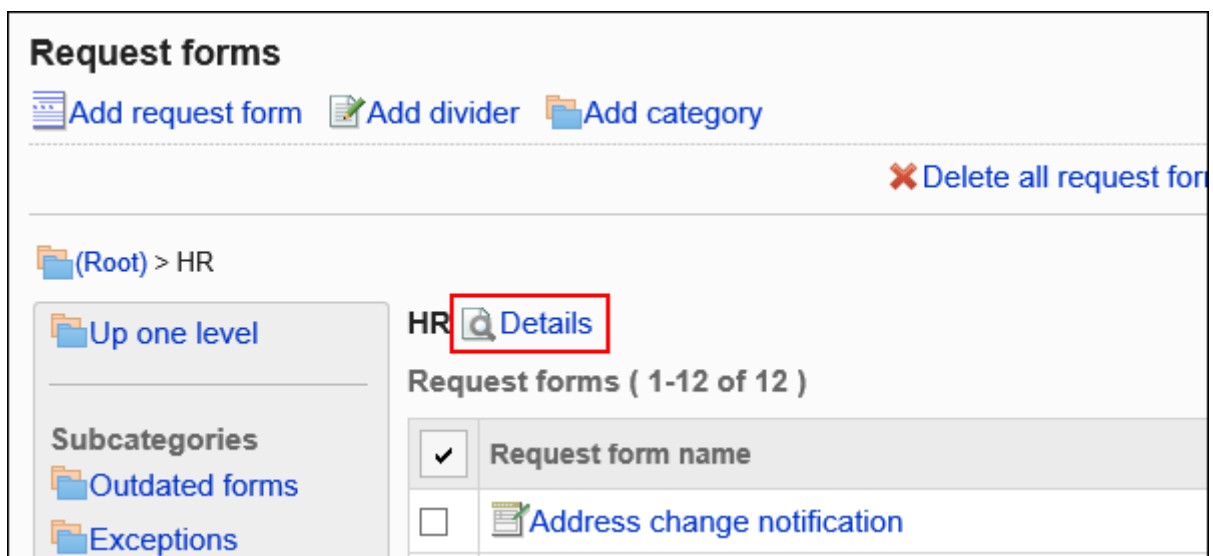 Request forms
Add request form Add divider Add category
Delete all request
(Root) > HR
Up one level
HR Details
Request forms ( 1-12 of 12 )
Subcategories
Outdated forms
Exceptions
Request form name
Address change notification